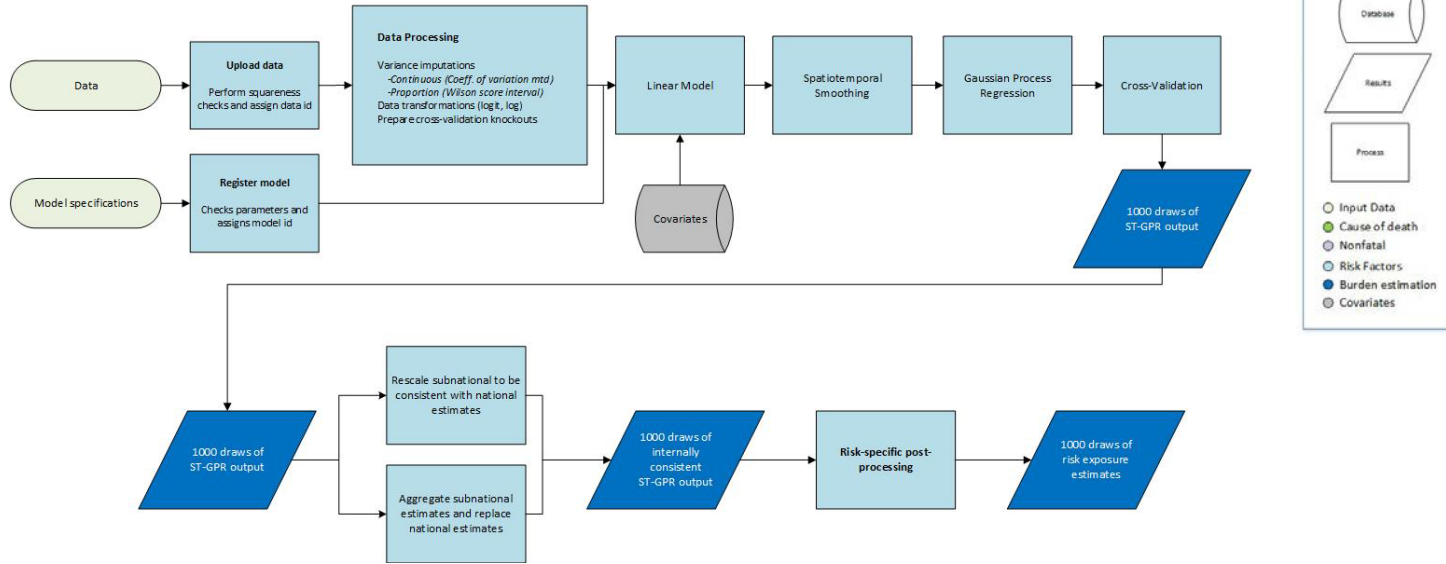 Data
Upload data
Perform squareness
checks and assign data id
Data Processing
Variance imputations
-Continuous (Coeff. of variation mtd)
-Proportion (Wilson score interval)
Data transformations (logit, log)
Prepare cross-validation knockouts
Linear Model
Spatiotemporal
Smoothing
Gaussian Process
Regression
Cross-Validation
Model specifications
Register model
Checks parameters and
assigns model id
Covariates
1000 draws of
ST-GPR output
1000 draws of
ST-GPR output
Rescale subnational to be
consistent with national
estimates
Aggregate subnational
estimates and replace
national estimates
1000 draws of
internally
consistent
ST-GPR output
Risk-specific post-
processing
1000 draws of
risk exposure
estimates
Database
Results
Process
Input Data
Cause of death
Nonfatal
Risk Factors
Burden estimation
Covariates